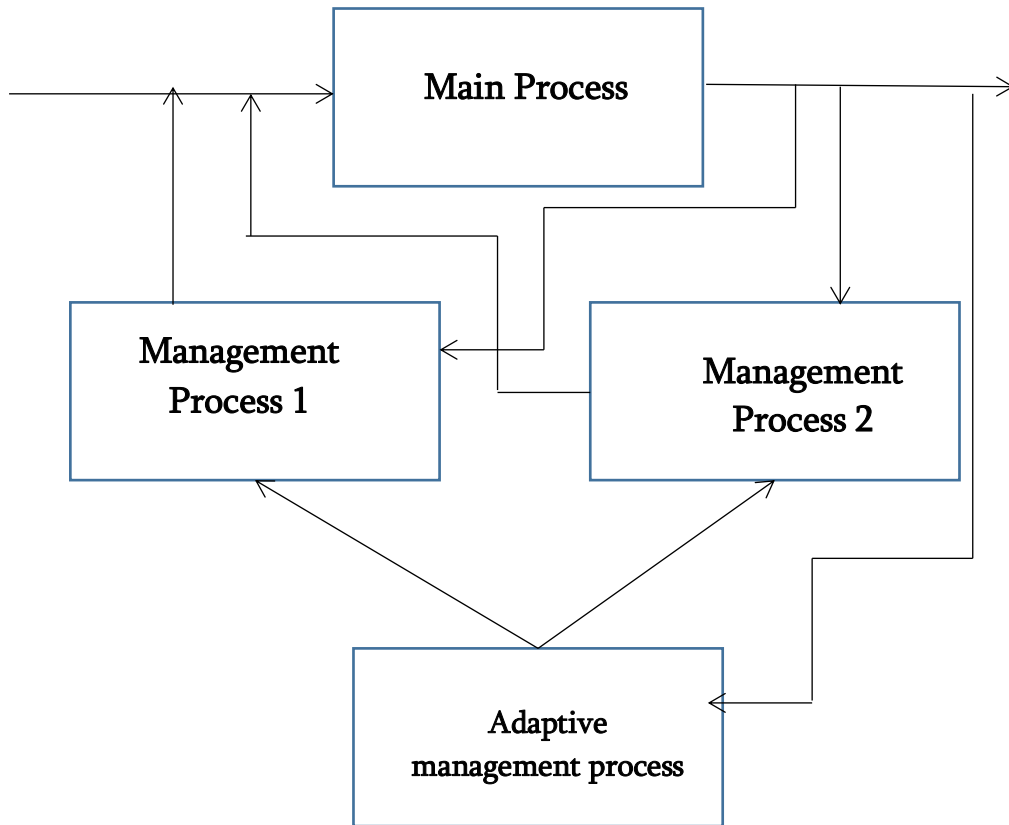 Main Process
Management
Process 1
Management
Process 2
Adaptive
management process